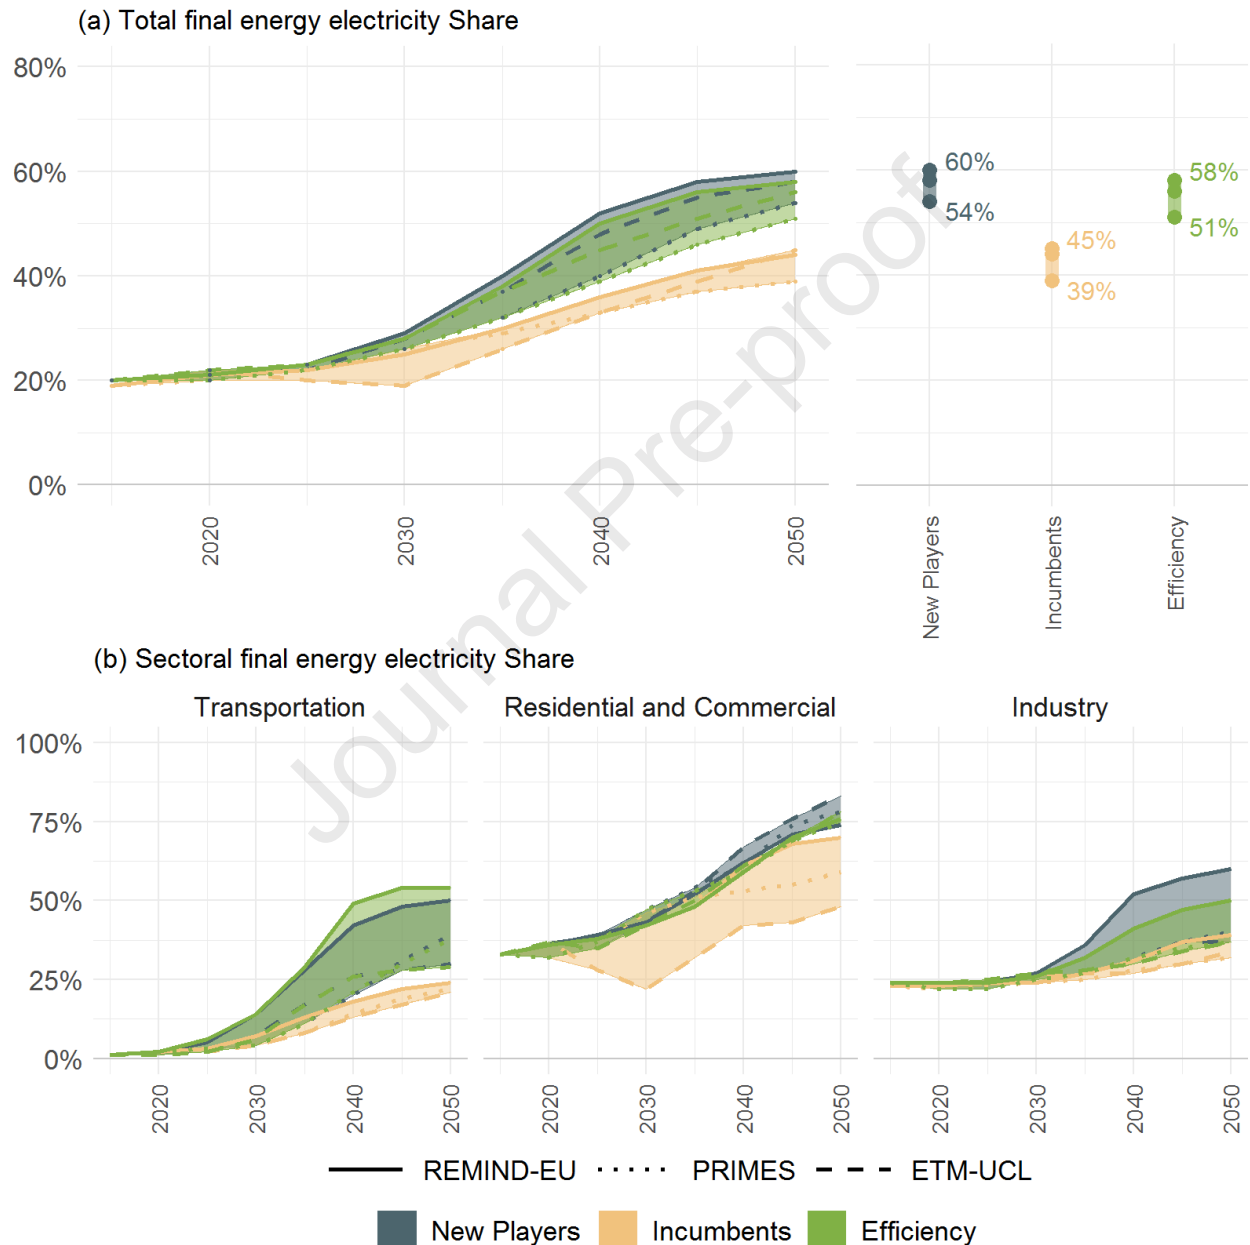 (a) Total final energy electricity Share
80%
60%
40%
20%
0%
2020
2030
2040
2050
60%
54%
45%
39%
58%
51%
New Players
Incumbents
Efficiency
Journal Pre-proof
(b) Sectoral final energy electricity Share
Transportation
Residential and Commercial
Industry
100%
75%
50%
25%
0%
2020
2030
2040
2050
2020
2030
2040
2050
2020
2030
2040
2050
REMIND-EU
PRIMES
ETM-UCL
New Players
Incumbents
Efficiency